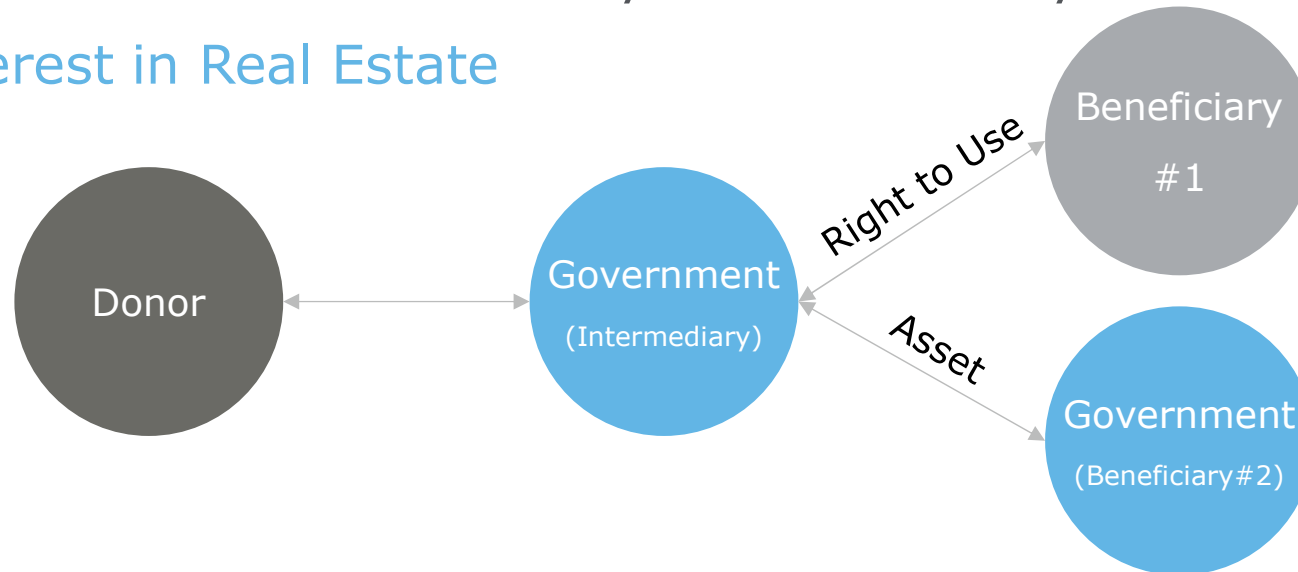 erest in Real Estate
Donor
Government
(Intermediary)
Right to Use
Asset
Beneficiary
#1
Government
(Beneficiary#2)